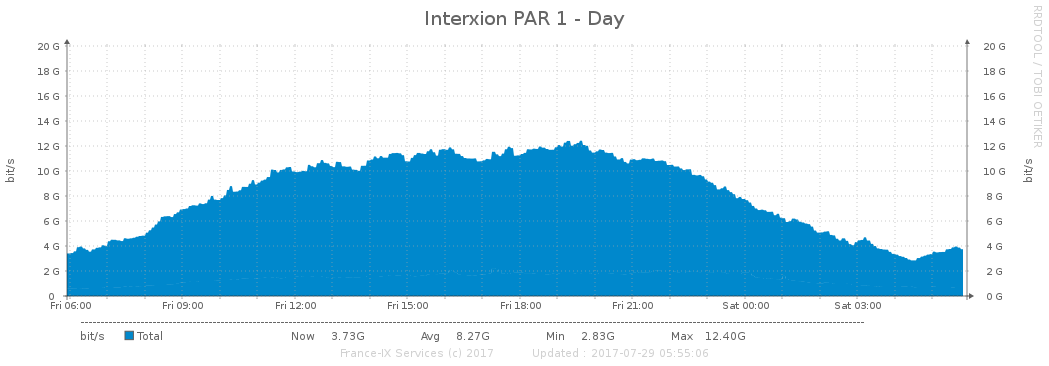 Interxion PAR 1 - Day
RRDTOOL / TOBI OETIKER
bit/s
20 G 20 G
18 G 18 G
16 G 16 G
14 G 14 G
12 G 12 G
10 G 10 G
8 G 8 G
6 G 6 G
4 G 4 G
2 G 2 G
0 0 G
bit/s
Fri 06:00 Fri 09:00 Fri 12:00 Fri 15:00 Fri 18:00 Fri 21:00 Sat 00:00 Sat 03:00
bit/s Total Now 3.73G Avg 8.27G Min 2.83G Max 12.40G
France-IX Services (c) 2017 Updated : 2017-07-29 05:55:06